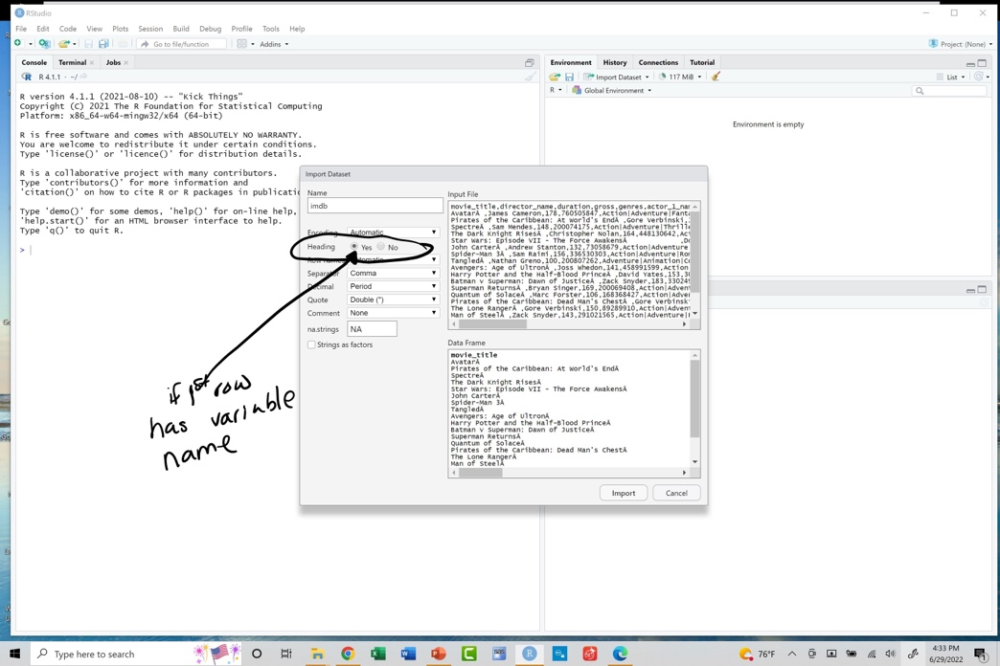 RStudio
File Edit Code View Plots Session Build Debug Profile Tools Help
Go to file/function Addins Project: (None)
Console Terminal Jobs
R 4.1.1 · ~/
R version 4.1.1 (2021-08-10) -- "Kick Things"
Copyright (C) 2021 The R Foundation for Statistical Computing
Platform: x86_64-w64-mingw32/x64 (64-bit)
R is free software and comes with ABSOLUTELY NO WARRANTY.
You are welcome to redistribute it under certain conditions.
Type 'license()' or 'licence()' for distribution details.
R is a collaborative project with many contributors.
Type 'contributors()' for more information and
'citation()' on how to cite R or R packages in publicatio
Type 'demo()' for some demos, 'help()' for on-line help,
'help.start()' for an HTML browser interface to help.
Type 'q()' to quit R.
>
Environment History Connections Tutorial
Import Dataset 117 MiB List
R Global Environment
Environment is empty
Import Dataset
Name
imdb
Encoding Automatic
Heading Yes No
Separator Comma
Decimal Period
Quote Double (")
Comment None
na.strings NA
Strings as factors
Input File
movie_title,director_name,duration,gross,genres,actor_1_na
AvatarÂ ,James Cameron,178,760505847,Action|Adventure|Fant
Pirates of the Caribbean: At World's EndÂ ,Gore Verbinski,
SpectreÂ ,Sam Mendes,148,200074175,Action|Adventure|Thrill
The Dark Knight RisesÂ ,Christopher Nolan,164,448130642,Ac
Star Wars: Episode VII - The Force AwakensÂ
John CarterÂ ,Andrew Stanton,132,73058679,Action|Adventure
Spider-Man 3Â ,Sam Raimi,156,336530303,Action|Adventure|Ro
TangledÂ ,Nathan Greno,100,200807262,Adventure|Animation|Co
Avengers: Age of UltronÂ ,Joss Whedon,141,458991599,Action
Harry Potter and the Half-Blood PrinceÂ ,David Yates,153,3
Batman v Superman: Dawn of JusticeÂ ,Zack Snyder,183,33024
Superman ReturnsÂ ,Bryan Singer,169,200069408,Action|Adven
Quantum of SolaceÂ ,Marc Forster,106,168368427,Action|Adve
Pirates of the Caribbean: Dead Man's ChestÂ ,Gore Verbinsk
The Lone RangerÂ ,Gore Verbinski,150,89289910,Action|Adven
Man of SteelÂ ,Zack Snyder,143,291021565,Action|Adventure|
Data Frame
movie_title
AvatarÂ
Pirates of the Caribbean: At World's EndÂ
SpectreÂ
The Dark Knight RisesÂ
Star Wars: Episode VII - The Force AwakensÂ
John CarterÂ
Spider-Man 3Â
TangledÂ
Avengers: Age of UltronÂ
Harry Potter and the Half-Blood PrinceÂ
Batman v Superman: Dawn of JusticeÂ
Superman ReturnsÂ
Quantum of SolaceÂ
Pirates of the Caribbean: Dead Man's ChestÂ
The Lone RangerÂ
Man of SteelÂ
Import Cancel
if 1st row
has variable
name
Type here to search
76°F
4:33 PM
6/29/2022